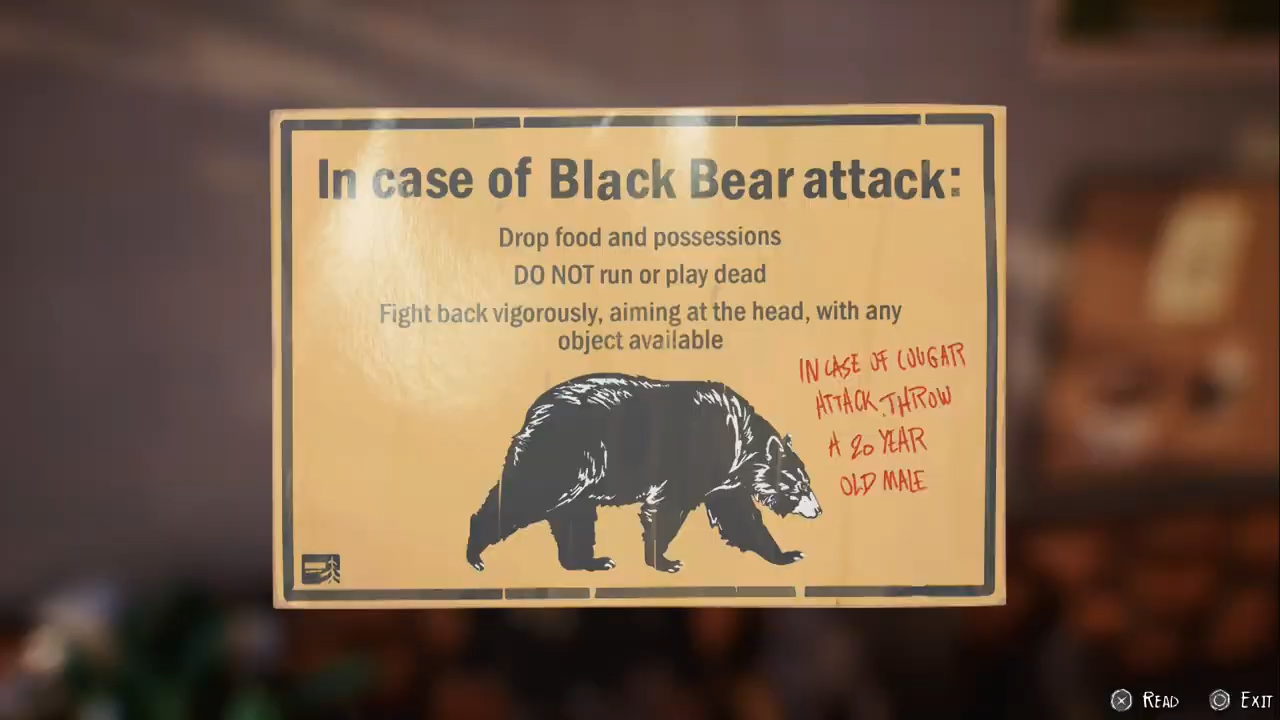 In case of Black Bear attack:
Drop food and possessions
DO NOT run or play dead
Fight back vigorously, aiming at the head, with any
object available
IN CASE OF COUGAR
ATTACK THROW
A 20 YEAR
OLD MALE
READ EXIT